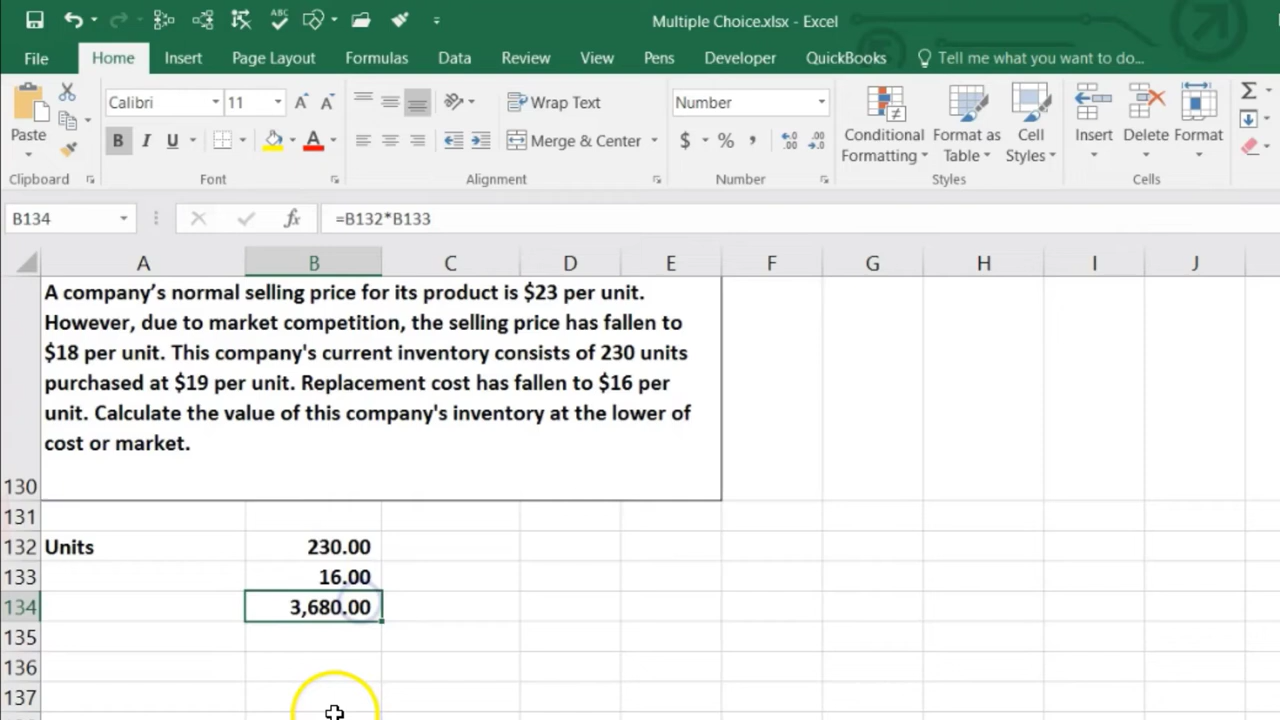 Multiple Choice.xlsx - Excel
File Home Insert Page Layout Formulas Data Review View Pens Developer QuickBooks Tell me what you want to do...
Paste
Calibri 11
Wrap Text
Number
B I U
Merge & Center
$ % ,
Conditional Formatting
Format as Table
Cell Styles
Insert Delete Format
Clipboard Font Alignment Number Styles Cells
B134 fx =B132*B133
A B C D E F G H I J
A company’s normal selling price for its product is $23 per unit.
However, due to market competition, the selling price has fallen to
$18 per unit. This company's current inventory consists of 230 units
purchased at $19 per unit. Replacement cost has fallen to $16 per
unit. Calculate the value of this company's inventory at the lower of
cost or market.
130
131
132 Units 230.00
133 16.00
134 3,680.00
135
136
137